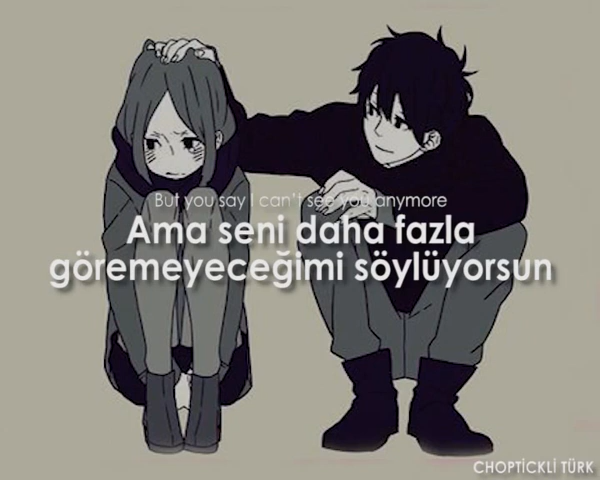 But you say I can't see you anymore
Ama seni daha fazla
göremeyeceğimi söylüyorsun
CHOPTİCKLİ TÜRK